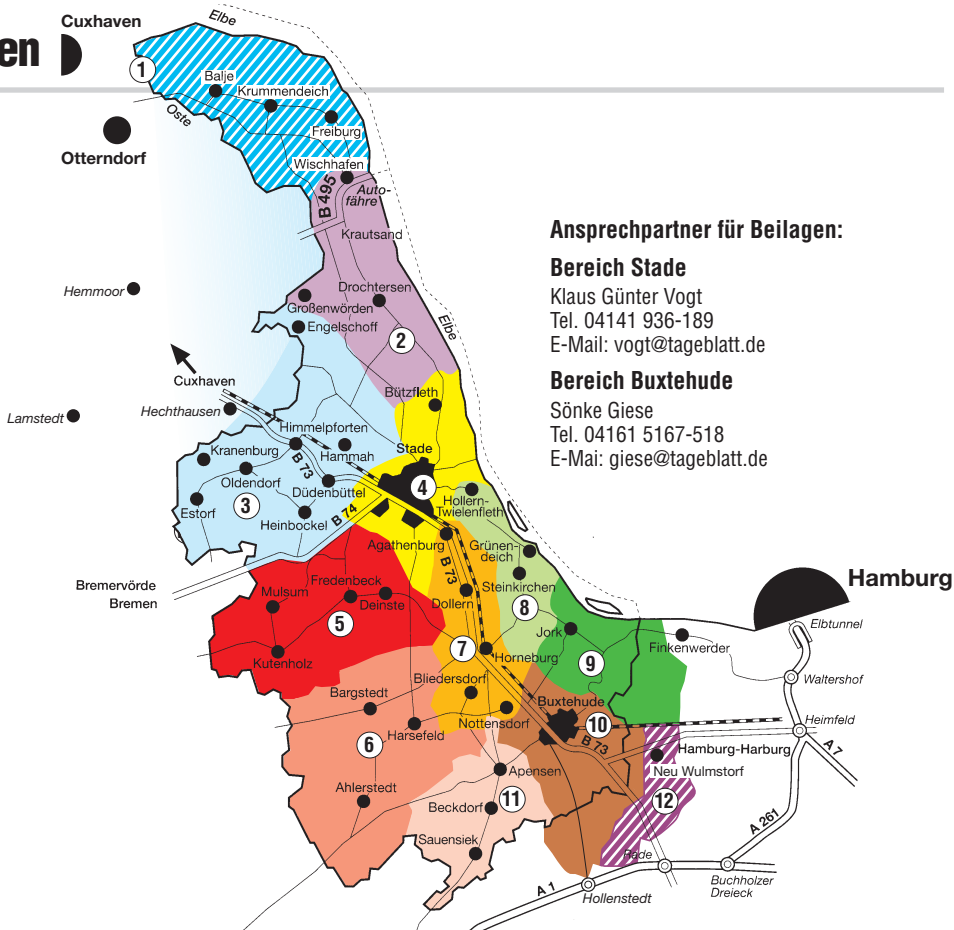 en
Cuxhaven
Elbe
1
Balje
Krummendeich
Oste
Freiburg
Otterndorf
Wischhafen
B 495
Auto-
fähre
Krautsand
Hemmoor
Drochtersen
Großenwörden
Engelschoff
Elbe
2
Cuxhaven
Bützfleth
Hechthausen
Lamstedt
Himmelpforten
Stade
Kranenburg
Hammah
B 73
Oldendorf
Düdenbüttel
4
3
Hollern-
Twielenfleth
Estorf
Heinbockel
B 74
Agathenburg
Grünen-
deich
B 73
Bremervörde
Bremen
Fredenbeck
Steinkirchen
Mulsum
Deinste
Dollern
8
5
Jork
7
Horneburg
Finkenwerder
Kutenholz
9
Bliedersdorf
Bargstedt
Buxtehude
Nottensdorf
10
Harsefeld
B 73
6
Hamburg-Harburg
Apensen
Neu Wulmstorf
Ahlerstedt
11
12
Beckdorf
Sauensiek
Rade
A 261
A 1
Hollenstedt
Buchholzer
Dreieck
Hamburg
Elbtunnel
Waltershof
Heimfeld
A 7
Ansprechpartner für Beilagen:
Bereich Stade
Klaus Günter Vogt
Tel. 04141 936-189
E-Mail: vogt@tageblatt.de
Bereich Buxtehude
Sönke Giese
Tel. 04161 5167-518
E-Mai: giese@tageblatt.de